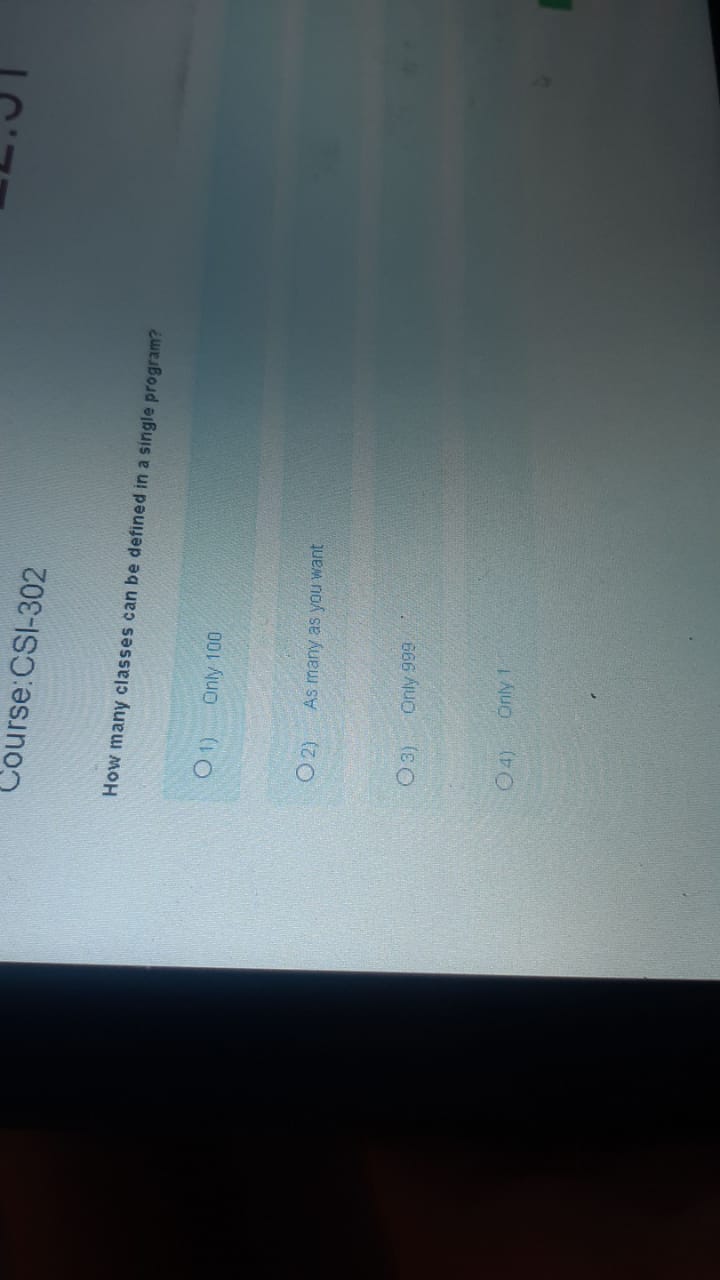 Course:CSI-302
How many classes can be defined in a single program?
1) Only 100
2) As many as you want
3) Only 999
4) Only 1